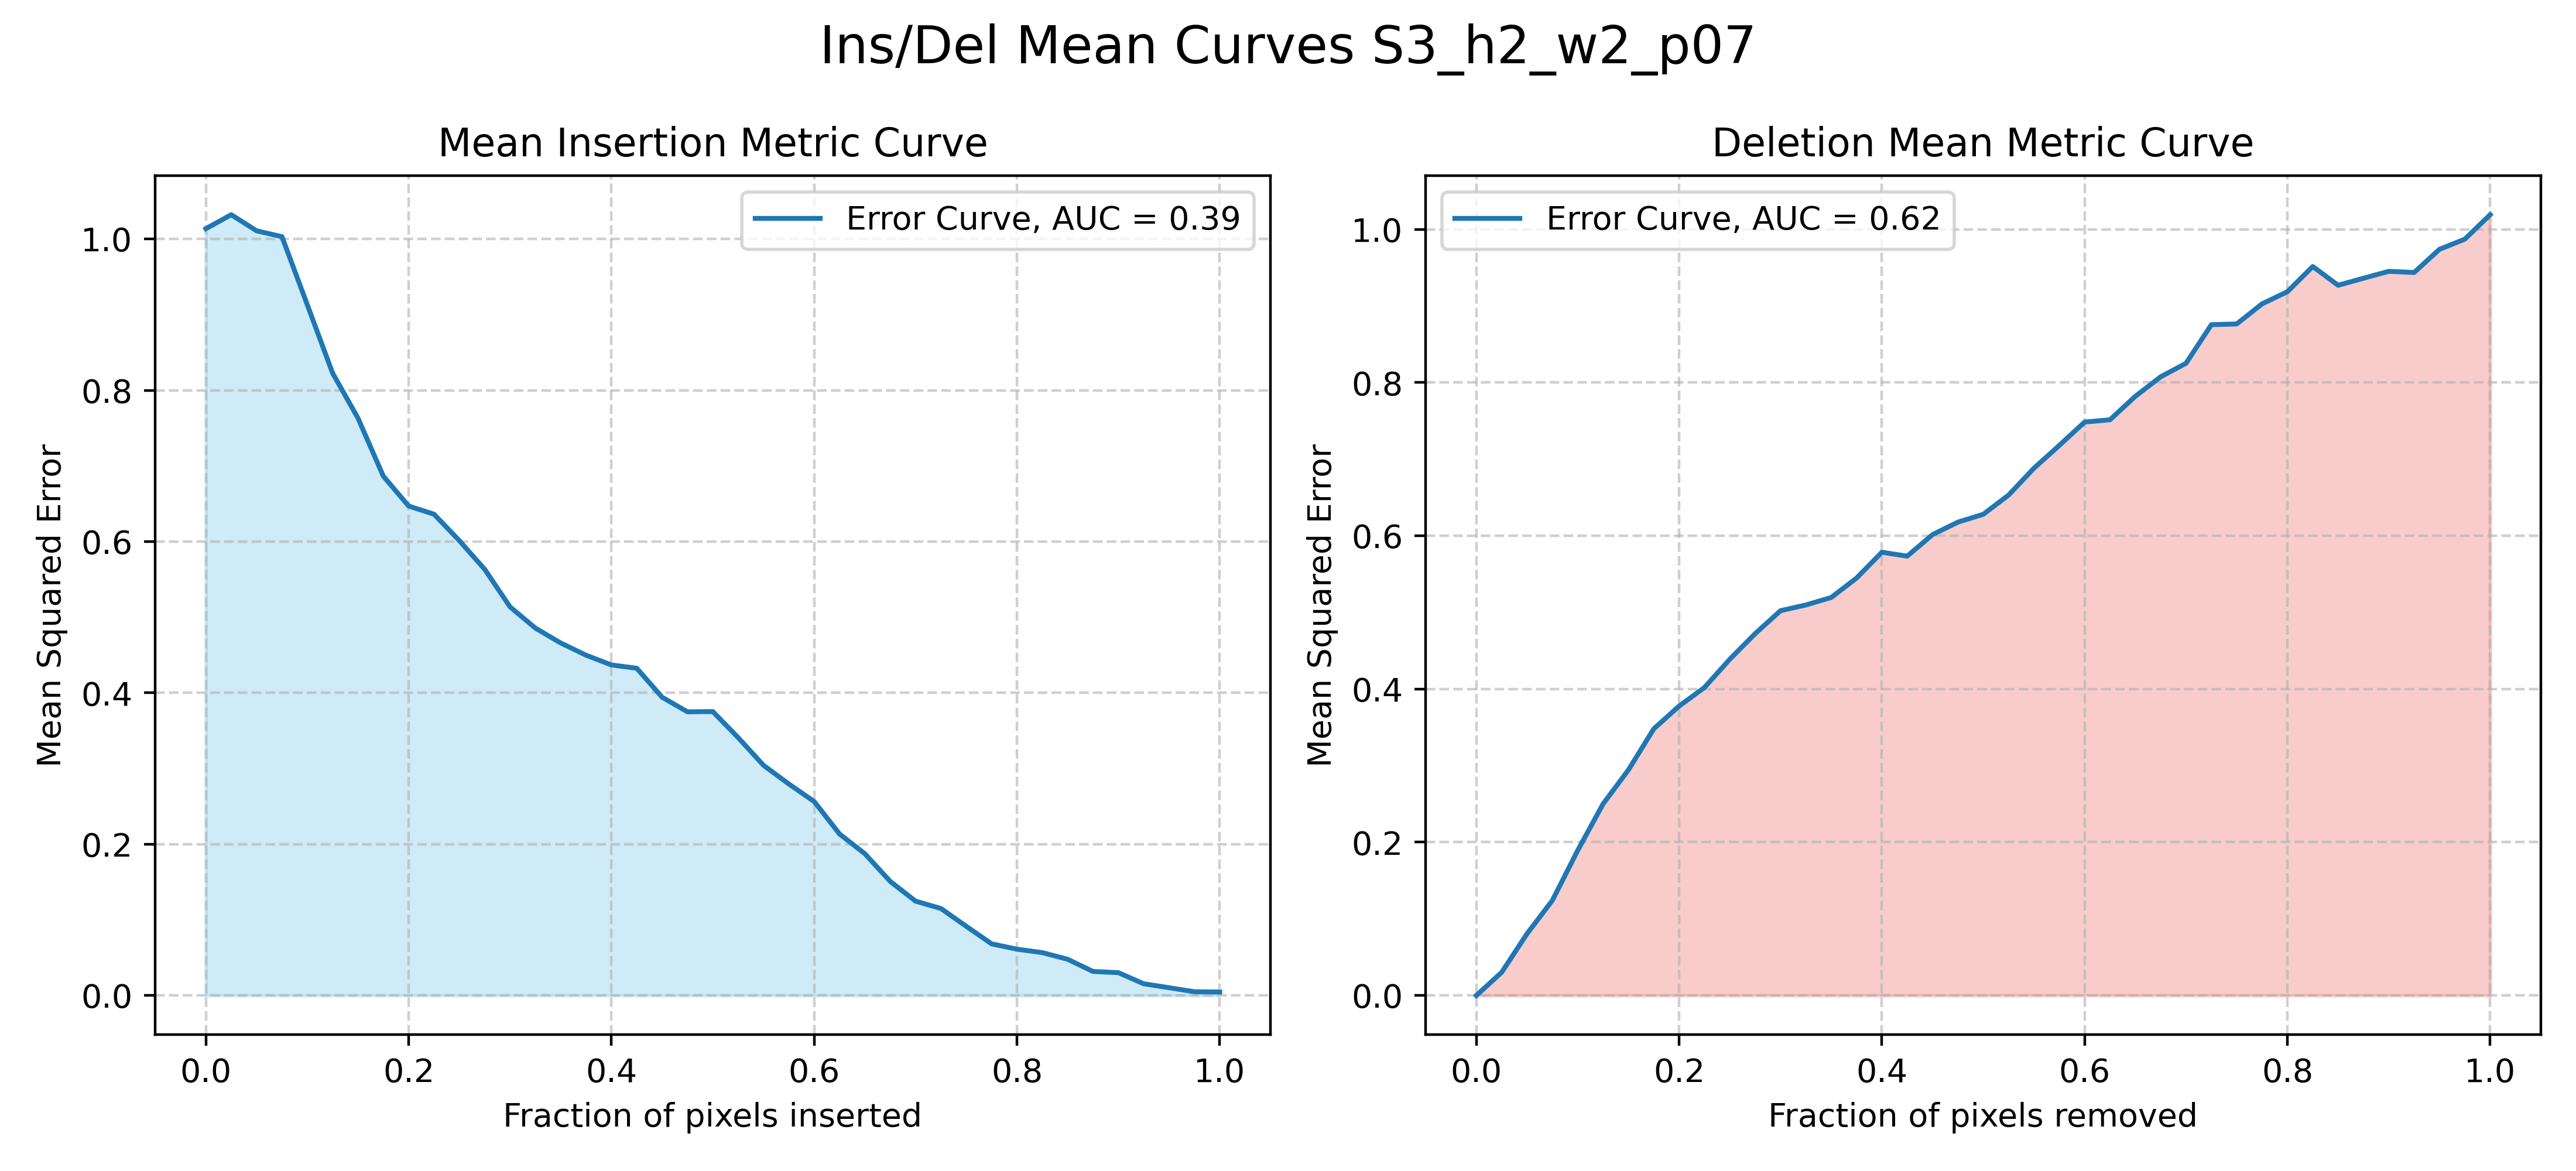 Ins/Del Mean Curves S3_h2_w2_p07
Mean Insertion Metric Curve
Error Curve, AUC = 0.39
1.0
0.8
0.6
0.4
0.2
0.0
Mean Squared Error
0.0 0.2 0.4 0.6 0.8 1.0
Fraction of pixels inserted
Deletion Mean Metric Curve
Error Curve, AUC = 0.62
1.0
0.8
0.6
0.4
0.2
0.0
Mean Squared Error
0.0 0.2 0.4 0.6 0.8 1.0
Fraction of pixels removed